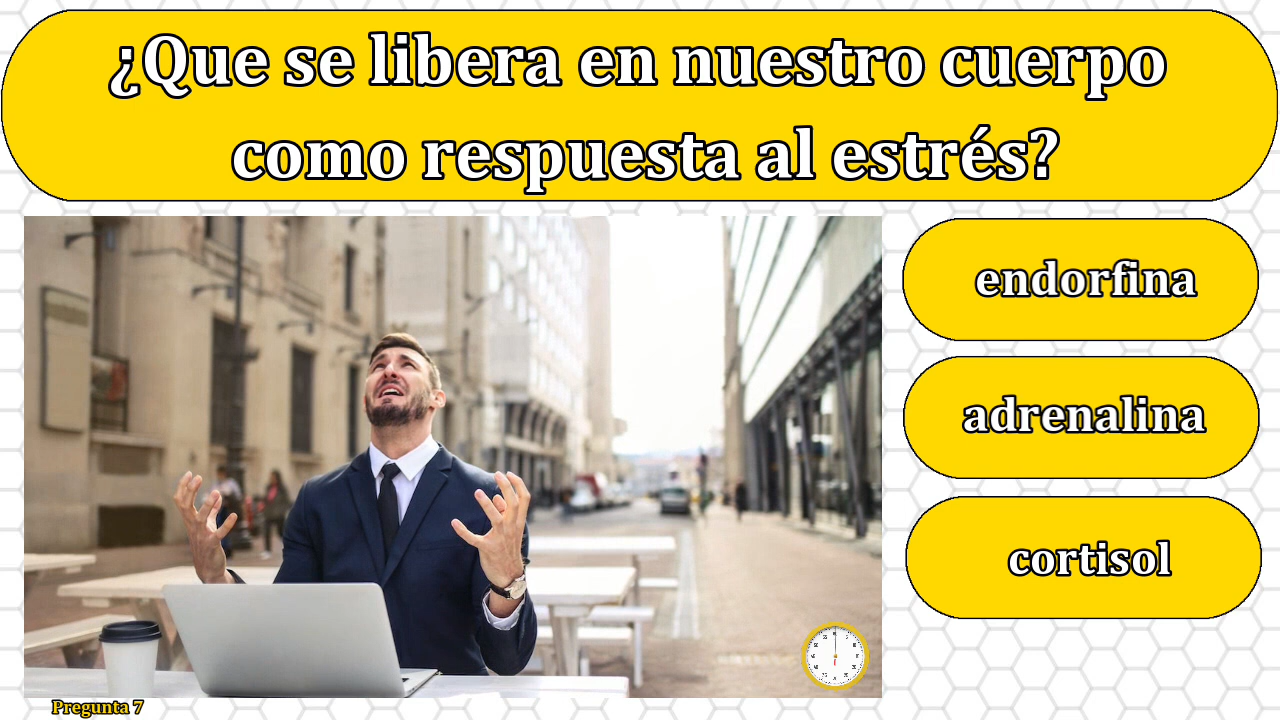 ¿Que se libera en nuestro cuerpo
como respuesta al estrés?
endorfina
adrenalina
cortisol
Pregunta 7